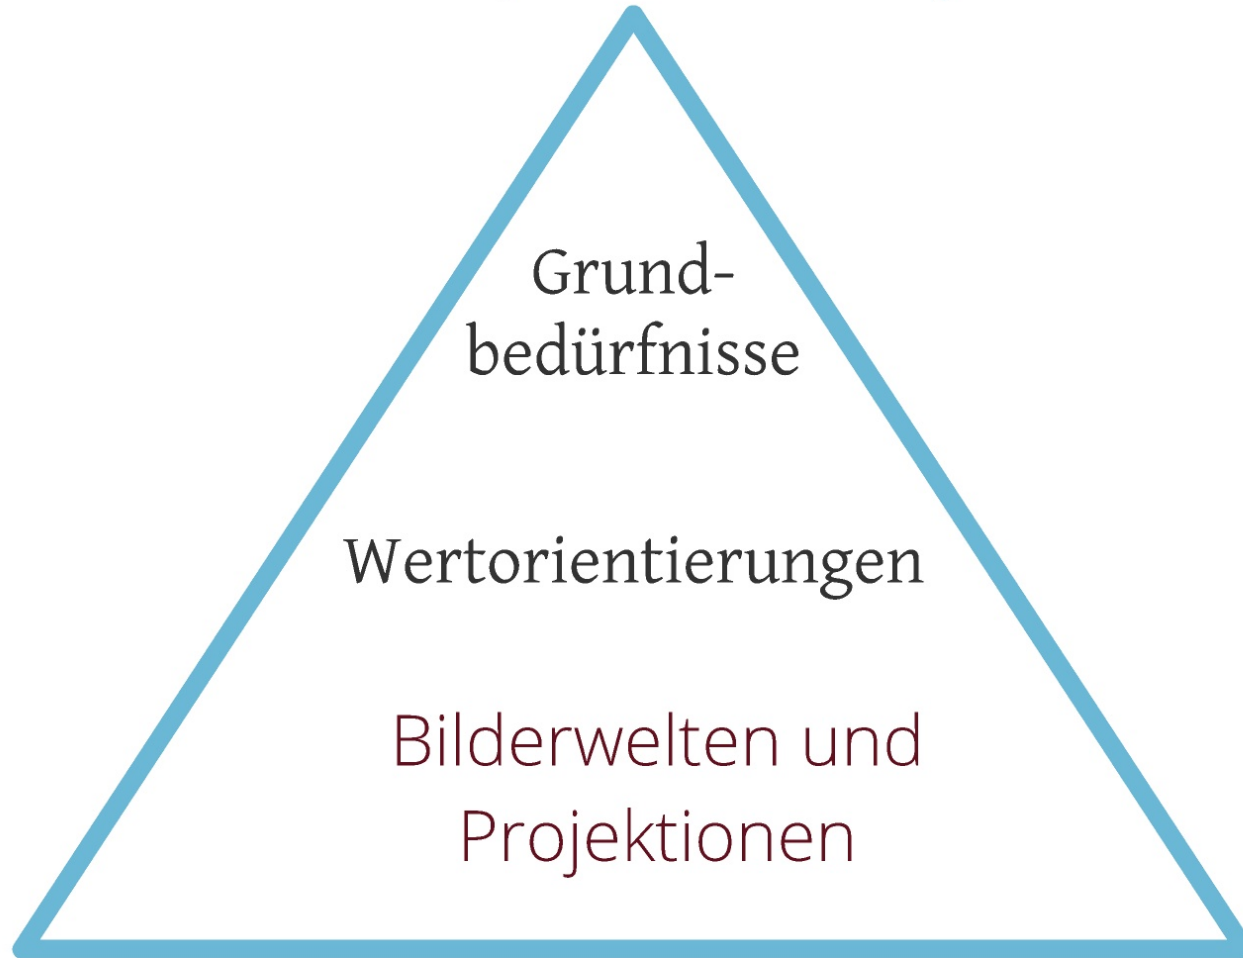 Grund-
bedürfnisse
Wertorientierungen
Bilderwelten und
Projektionen